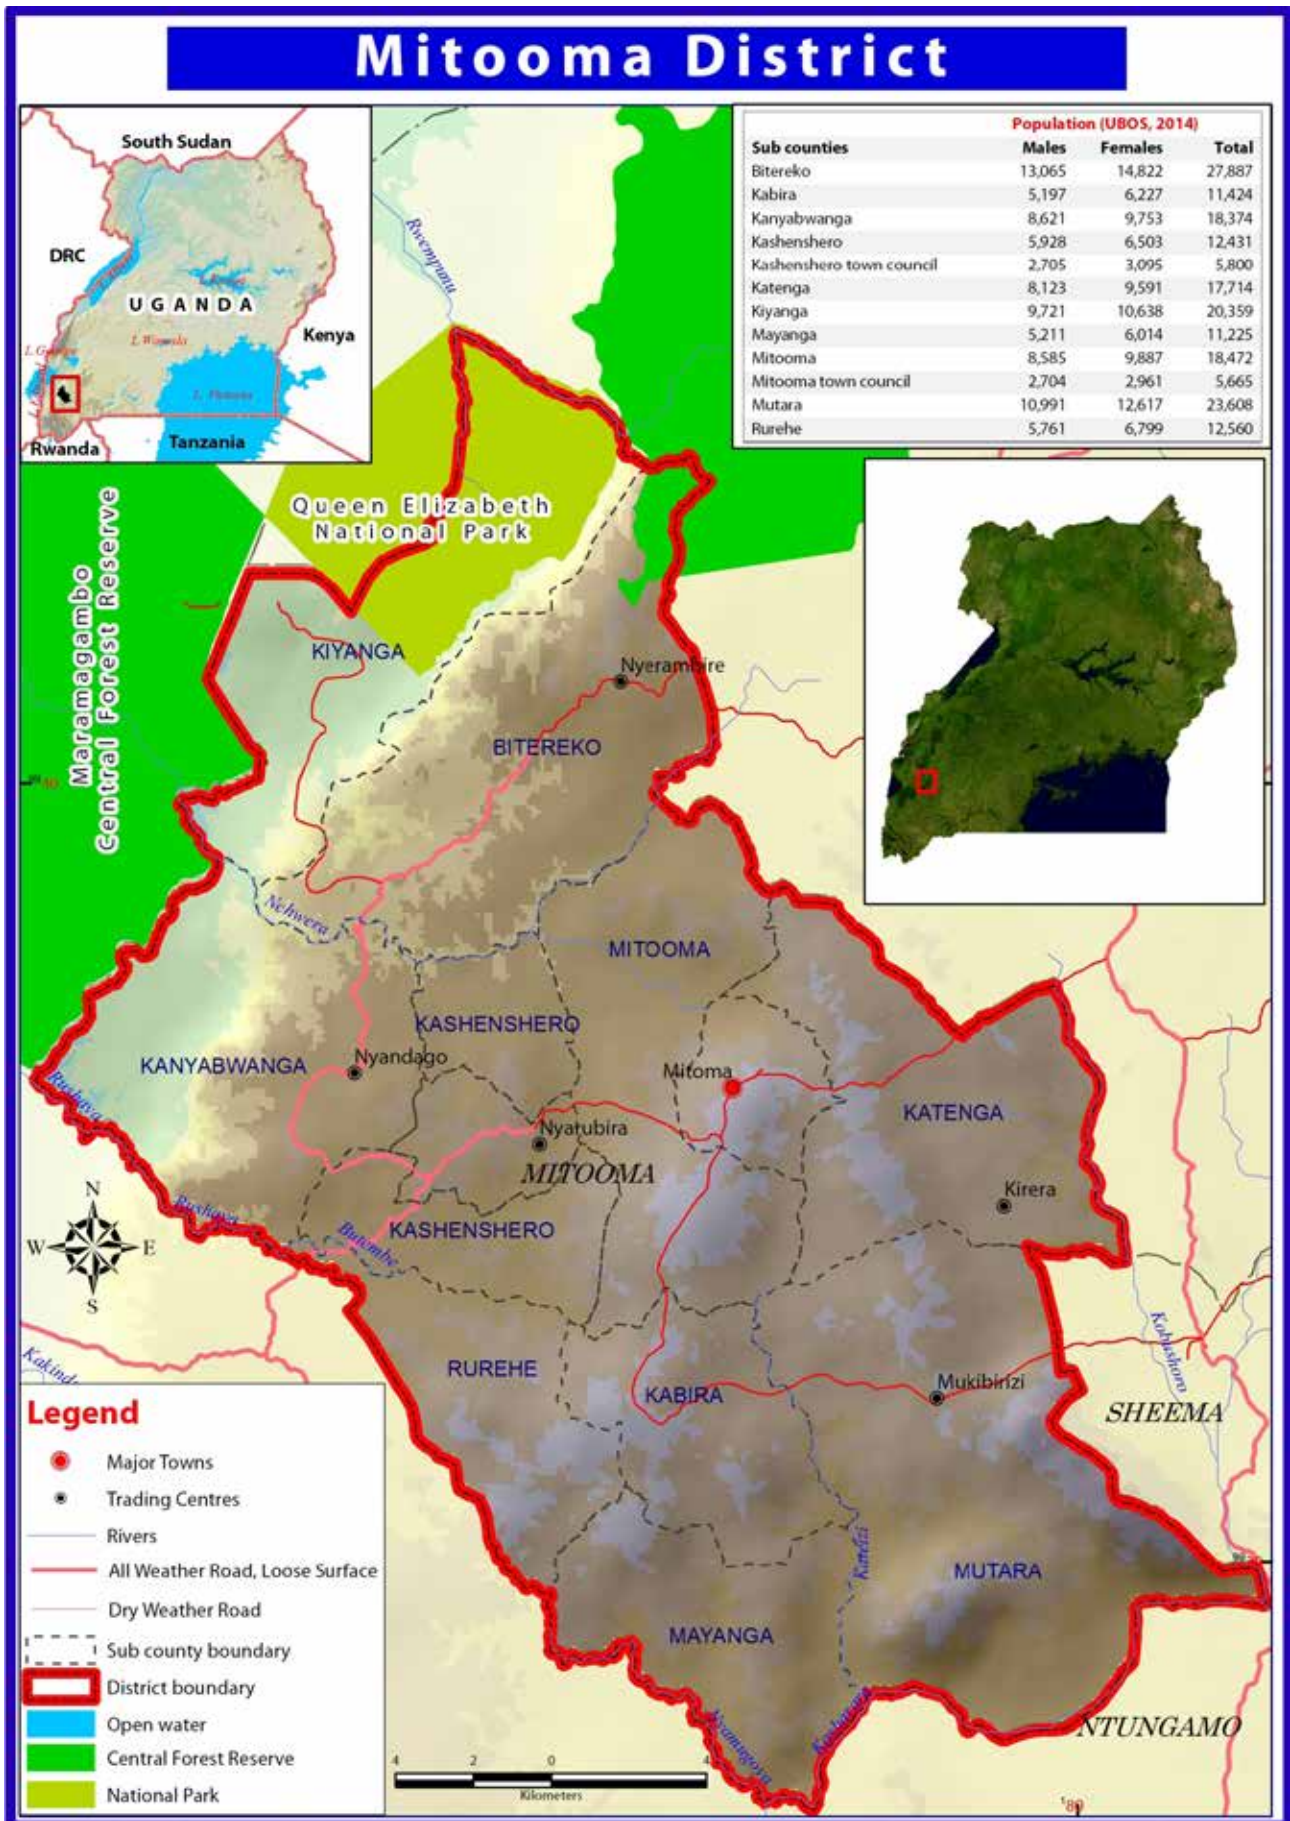 Mitooma District
South Sudan
DRC
UGANDA
Kenya
L. Wamala
Rwanda
Tanzania
Population (UBOS, 2014)
Sub counties Males Females Total
Bitereko 13,065 14,822 27,887
Kabira 5,197 6,227 11,424
Kanyabwanga 8,621 9,753 18,374
Kashenshero 5,928 6,503 12,431
Kashenshero town council 2,705 3,095 5,800
Katenga 8,123 9,591 17,714
Kiyanga 9,721 10,638 20,359
Mayanga 5,211 6,014 11,225
Mitooma 8,585 9,887 18,472
Mitooma town council 2,704 2,961 5,665
Mutara 10,991 12,617 23,608
Rurehe 5,761 6,799 12,560
Queen Elizabeth
National Park
Maramagambo
Central Forest Reserve
KIYANGA
Nyerambire
BITEREKO
Nchwera
MITOOMA
KASHENSHERO
KANYABWANGA
Nyandago
Mitoma
Rushaya
KATENGA
Nyarubira
MITOOMA
Kirera
N
W E
S
Rushaya
KASHENSHERO
Butembe
RUREHE
KABIRA
Mukibirizi
Kobushoro
SHEEMA
MUTARA
MAYANGA
NTUNGAMO
Legend
Major Towns
Trading Centres
Rivers
All Weather Road, Loose Surface
Dry Weather Road
Sub county boundary
District boundary
Open water
Central Forest Reserve
National Park
4 2 0 4
Kilometers